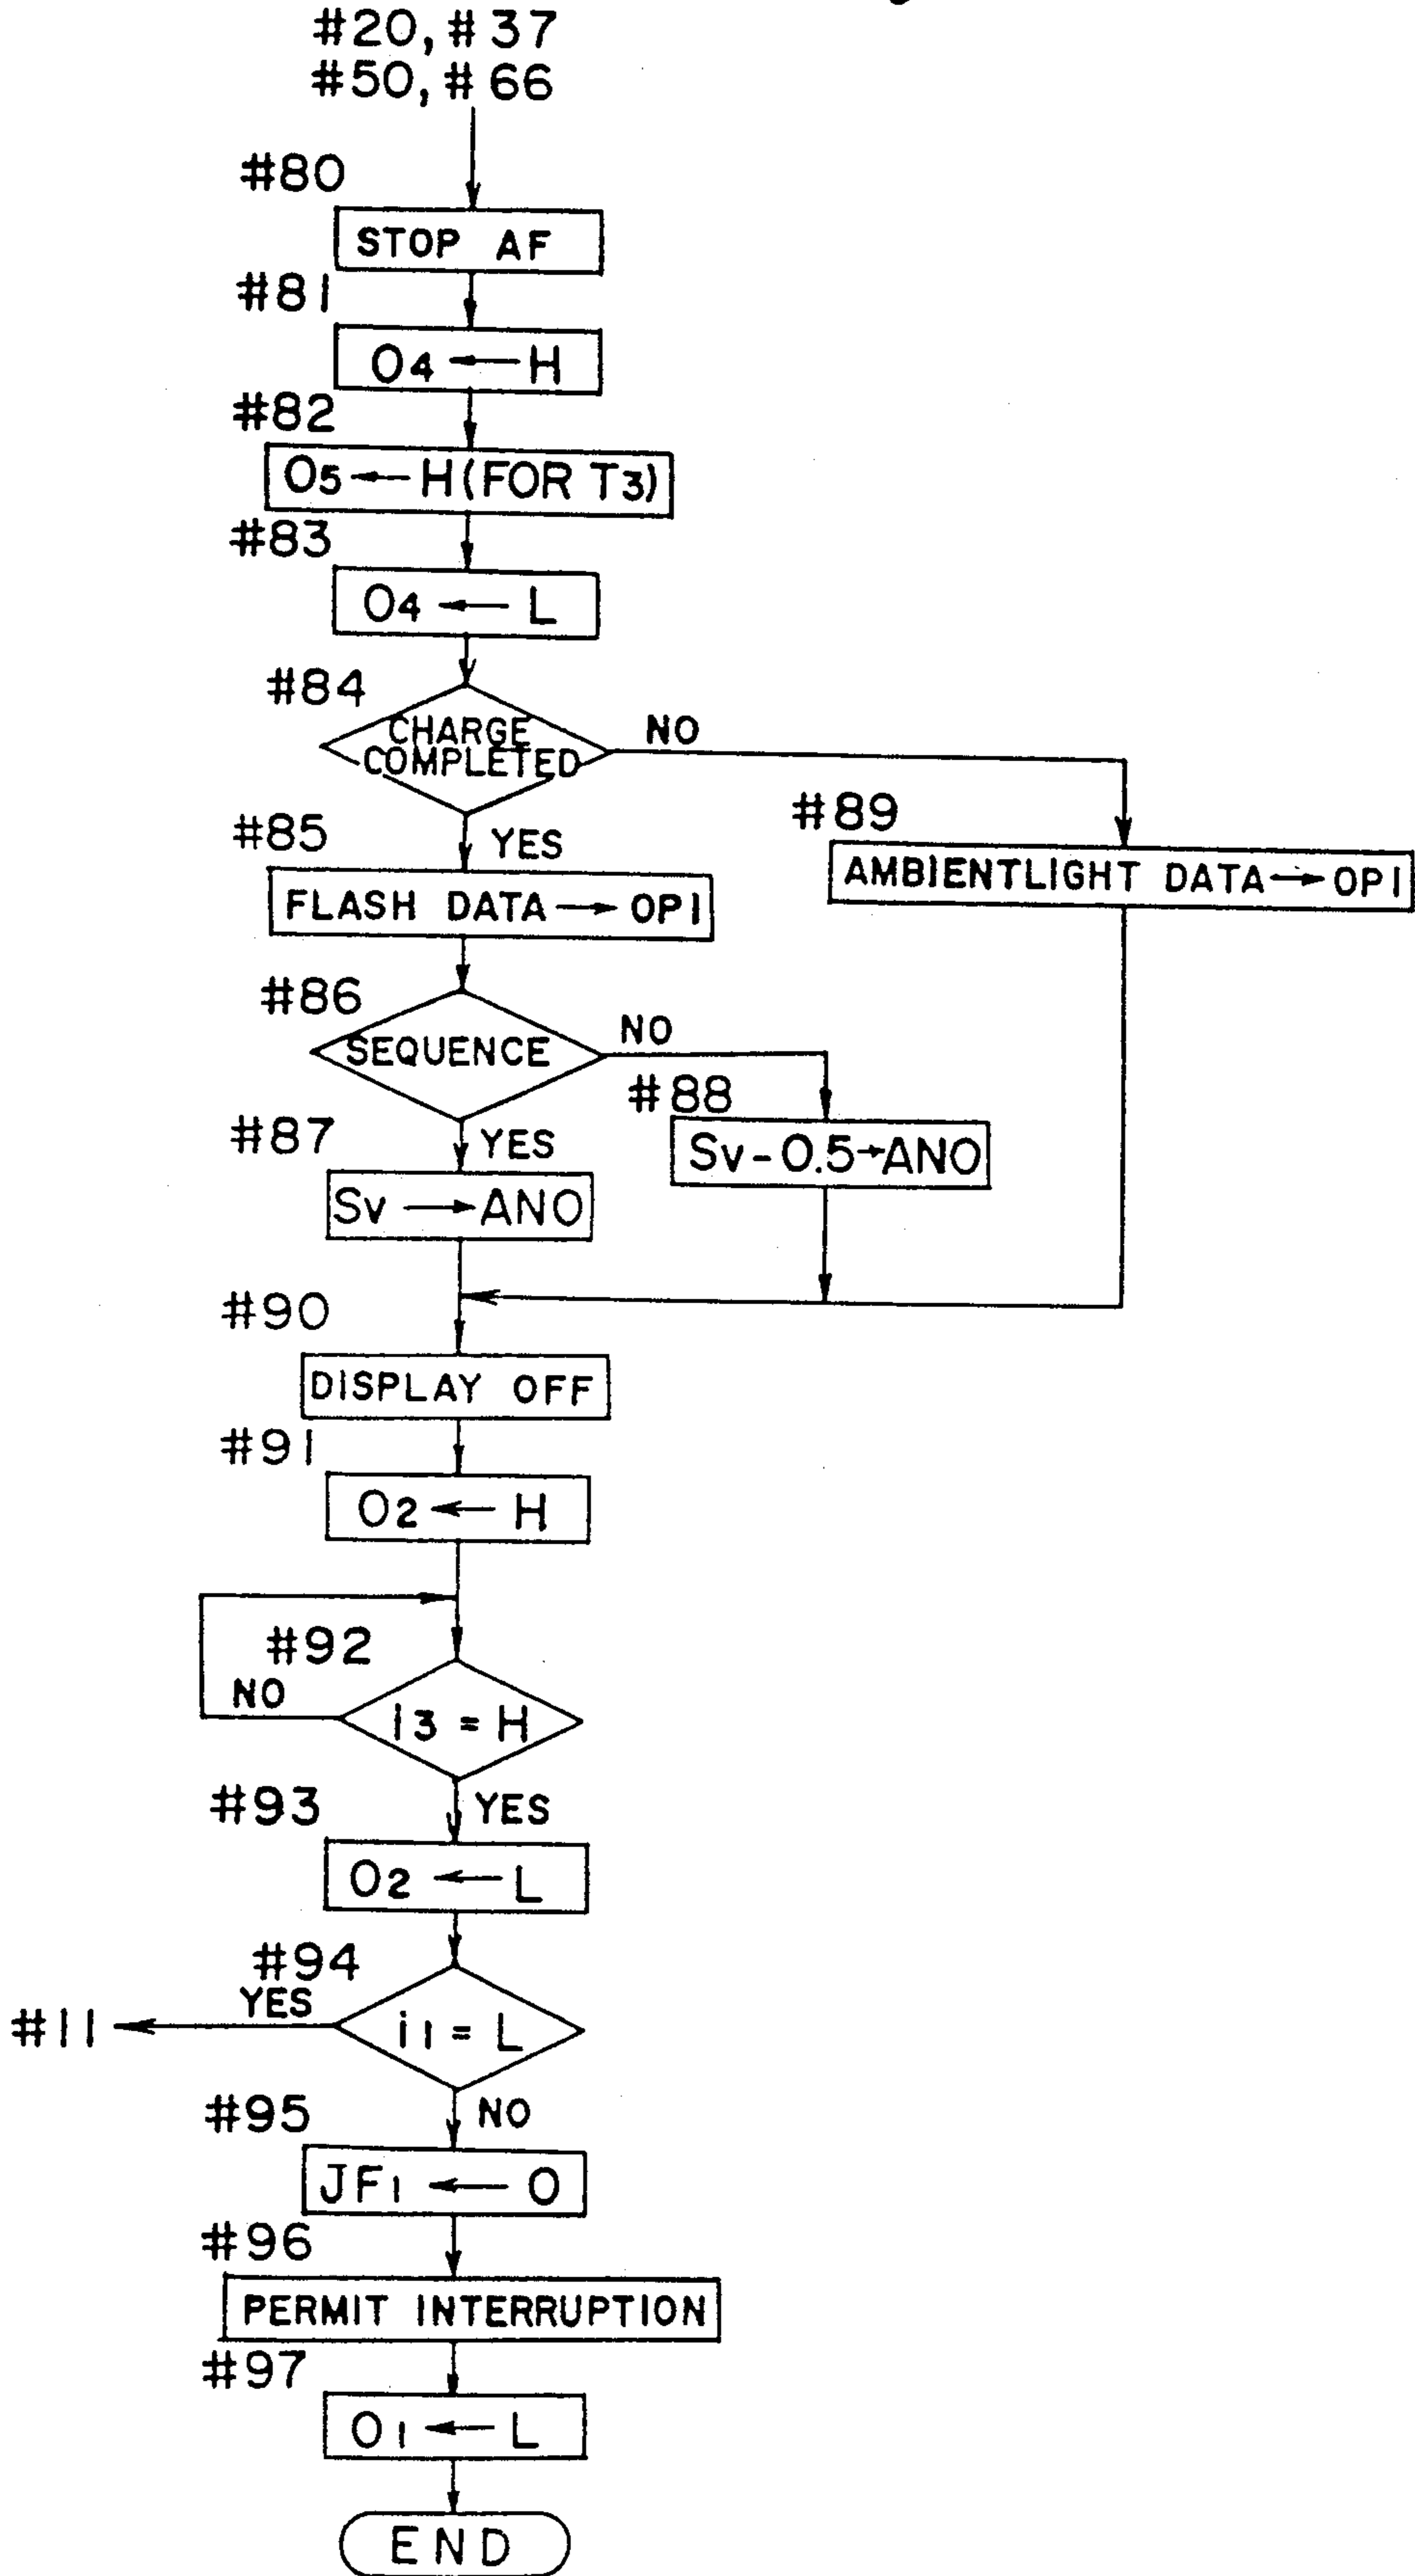 #20, #37
#50, #66
#80
STOP AF
#81
O4 ← H
#82
O5 ← H (FOR T3)
#83
O4 ← L
#84
CHARGE
COMPLETED
NO
#85
YES
#89
FLASH DATA → OP1
AMBIENTLIGHT DATA → OP1
#86
SEQUENCE
NO
#87
YES
#88
Sv → ANO
Sv - 0.5 → ANO
#90
DISPLAY OFF
#91
O2 ← H
#92
NO
I3 = H
#93
YES
O2 ← L
#94
YES
#11
i1 = L
#95
NO
JF1 ← O
#96
PERMIT INTERRUPTION
#97
O1 ← L
END